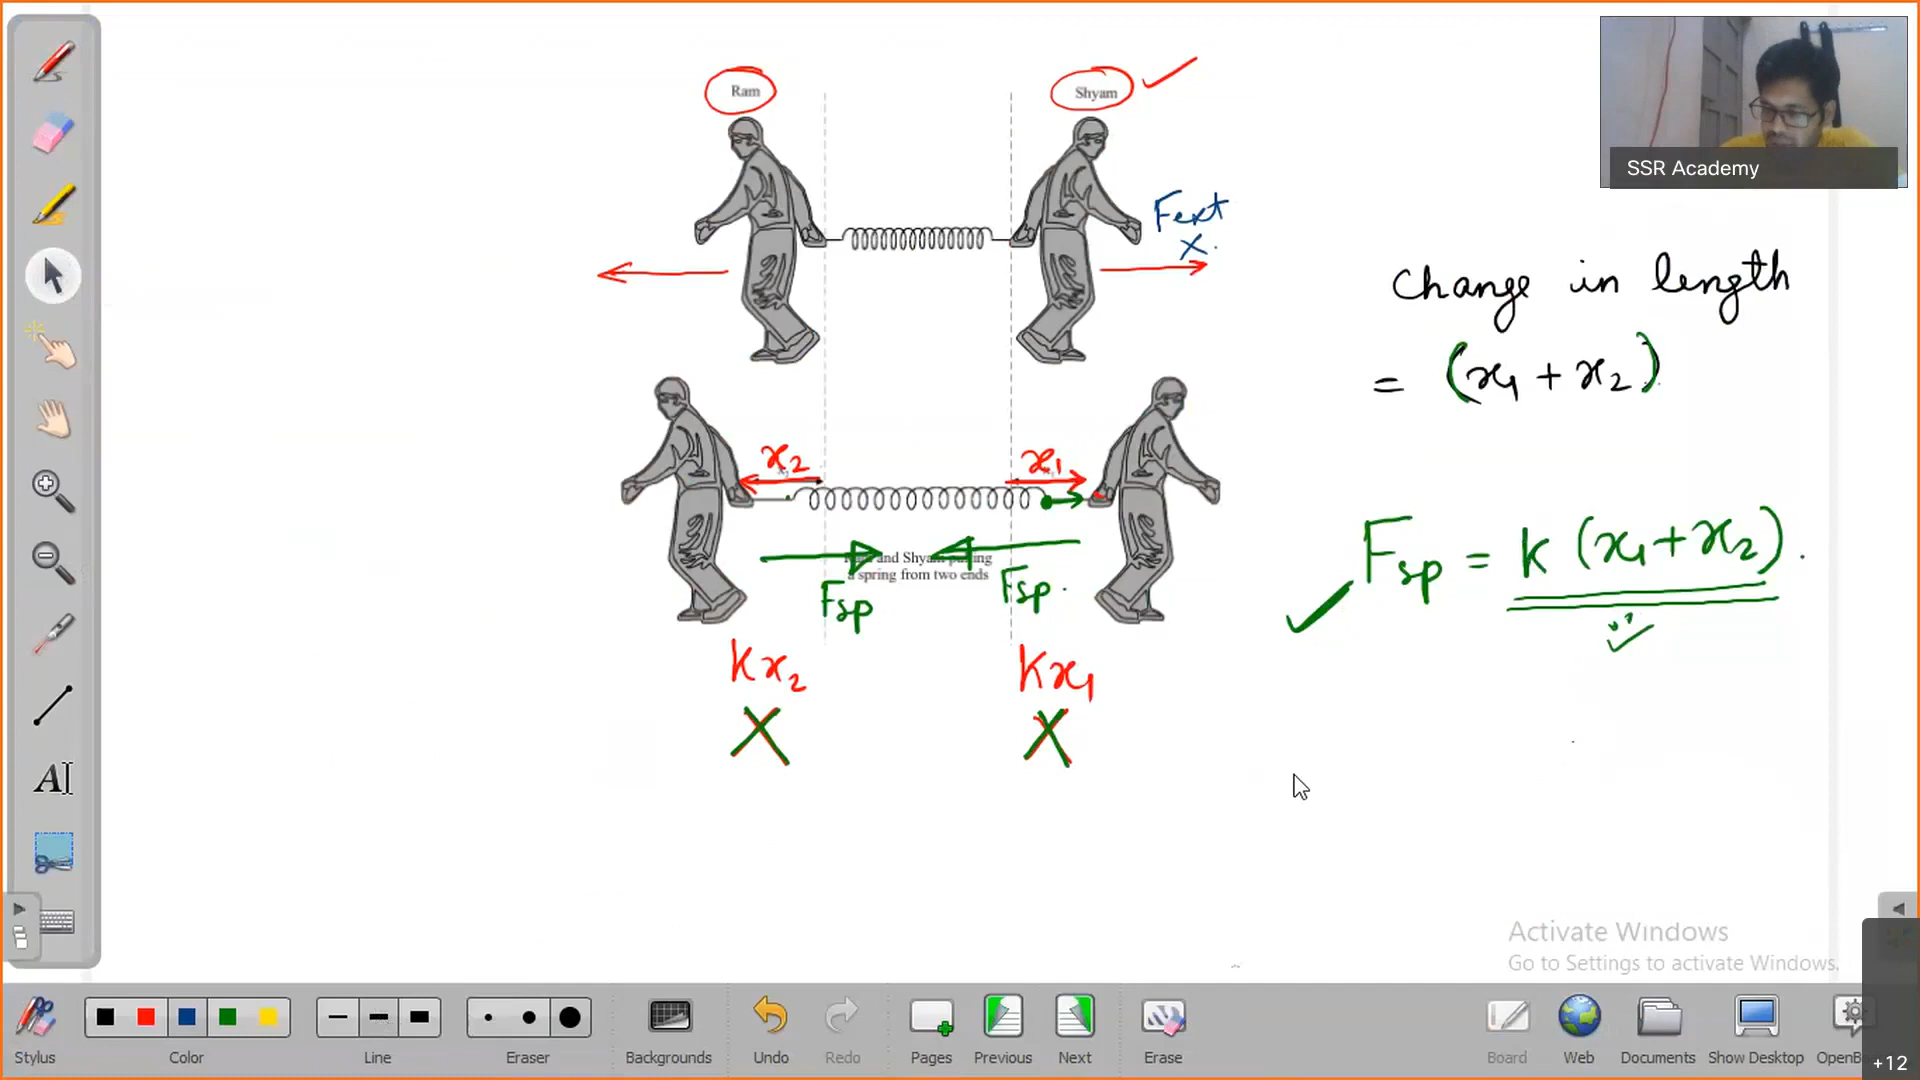 Ram
Shyam
SSR Academy
Fext
x.
Change in length
= (x₁ + x₂)
x₂
x₁
and Shyam
a spring from two ends
Fsp
Fsp.
Fsp = K (x₁+x₂).
Kx₂
Kx₁
X
X
Activate Windows
Go to Settings to activate Windows.
Stylus
Color
Line
Eraser
Backgrounds
Undo
Redo
Pages
Previous
Next
Erase
Board
Web
Documents
Show Desktop
+12